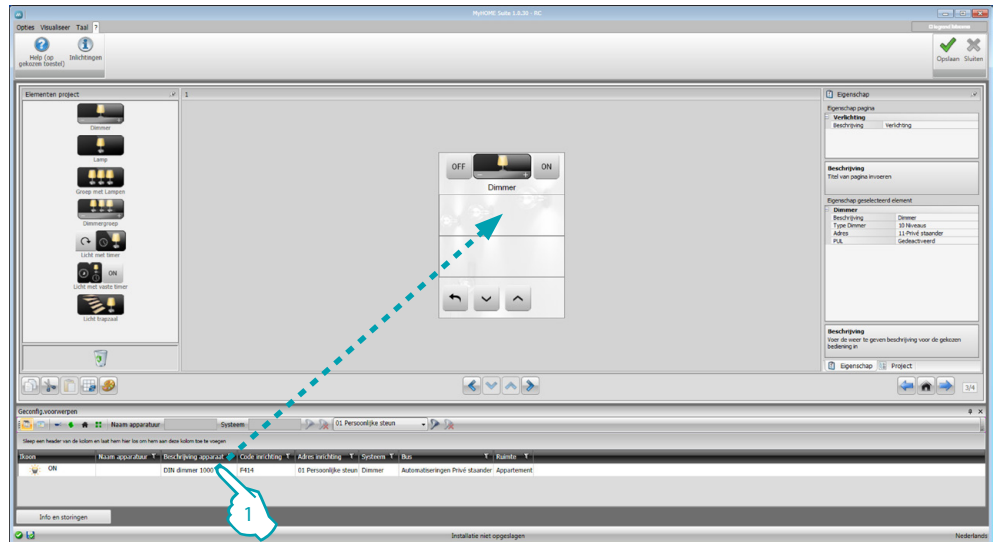 MyHOME Suite 1.0.20 - RC
Opties Visualiseer Taal ?
Help (op gekozen toestel)
Inlichtingen
Opslaan Sluiten
Elementen project
1
Dimmer
Lamp
Groep met Lampen
Dimmergroep
Licht met timer
ON
Licht met vaste timer
Licht trapzaal
OFF
ON
Dimmer
Eigenschap
Eigenschap pagina
Verlichting
Beschrijving Verlichting
Beschrijving
Titel van pagina invoeren
Eigenschap geselecteerd element
Dimmer
Beschrijving Dimmer
Type Dimmer 10 Niveaus
Adres 11-Privé staander
PUL Gedeactiveerd
Beschrijving
Voer de weer te geven beschrijving voor de gekozen bediening in
Eigenschap Project
3/4
Geconfig.voorwerpen
Naam apparatuur Systeem 01 Persoonlijke steun
Sleep een header van de kolom en laat hem hier los om hem aan deze kolom toe te voegen
Ikoon Naam apparatuur Beschrijving apparaat Code inrichting Adres inrichting Systeem Bus Ruimte
ON DIN dimmer 1000 F414 01 Persoonlijke steun Dimmer Automatiseringen Privé staander Appartement
1
Info en storingen
Installatie niet opgeslagen
Nederlands